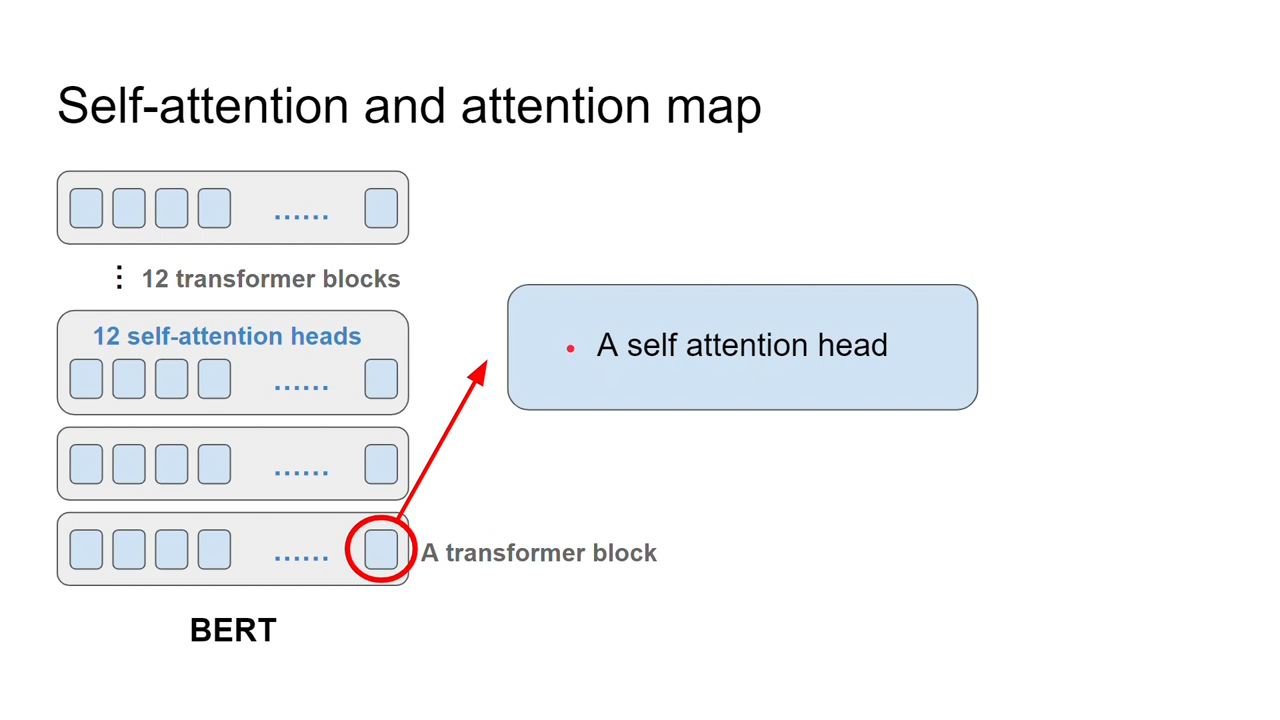 Self-attention and attention map
......
⋮ 12 transformer blocks
12 self-attention heads
......
A self attention head
......
......
A transformer block
BERT